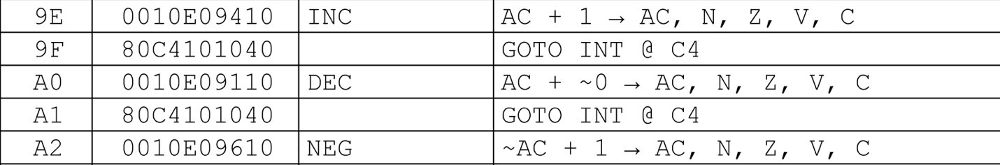 9E 0010E09410 INC AC + 1 → AC, N, Z, V, C
9F 80C4101040 GOTO INT @ C4
A0 0010E09110 DEC AC + ~0 → AC, N, Z, V, C
A1 80C4101040 GOTO INT @ C4
A2 0010E09610 NEG ~AC + 1 → AC, N, Z, V, C